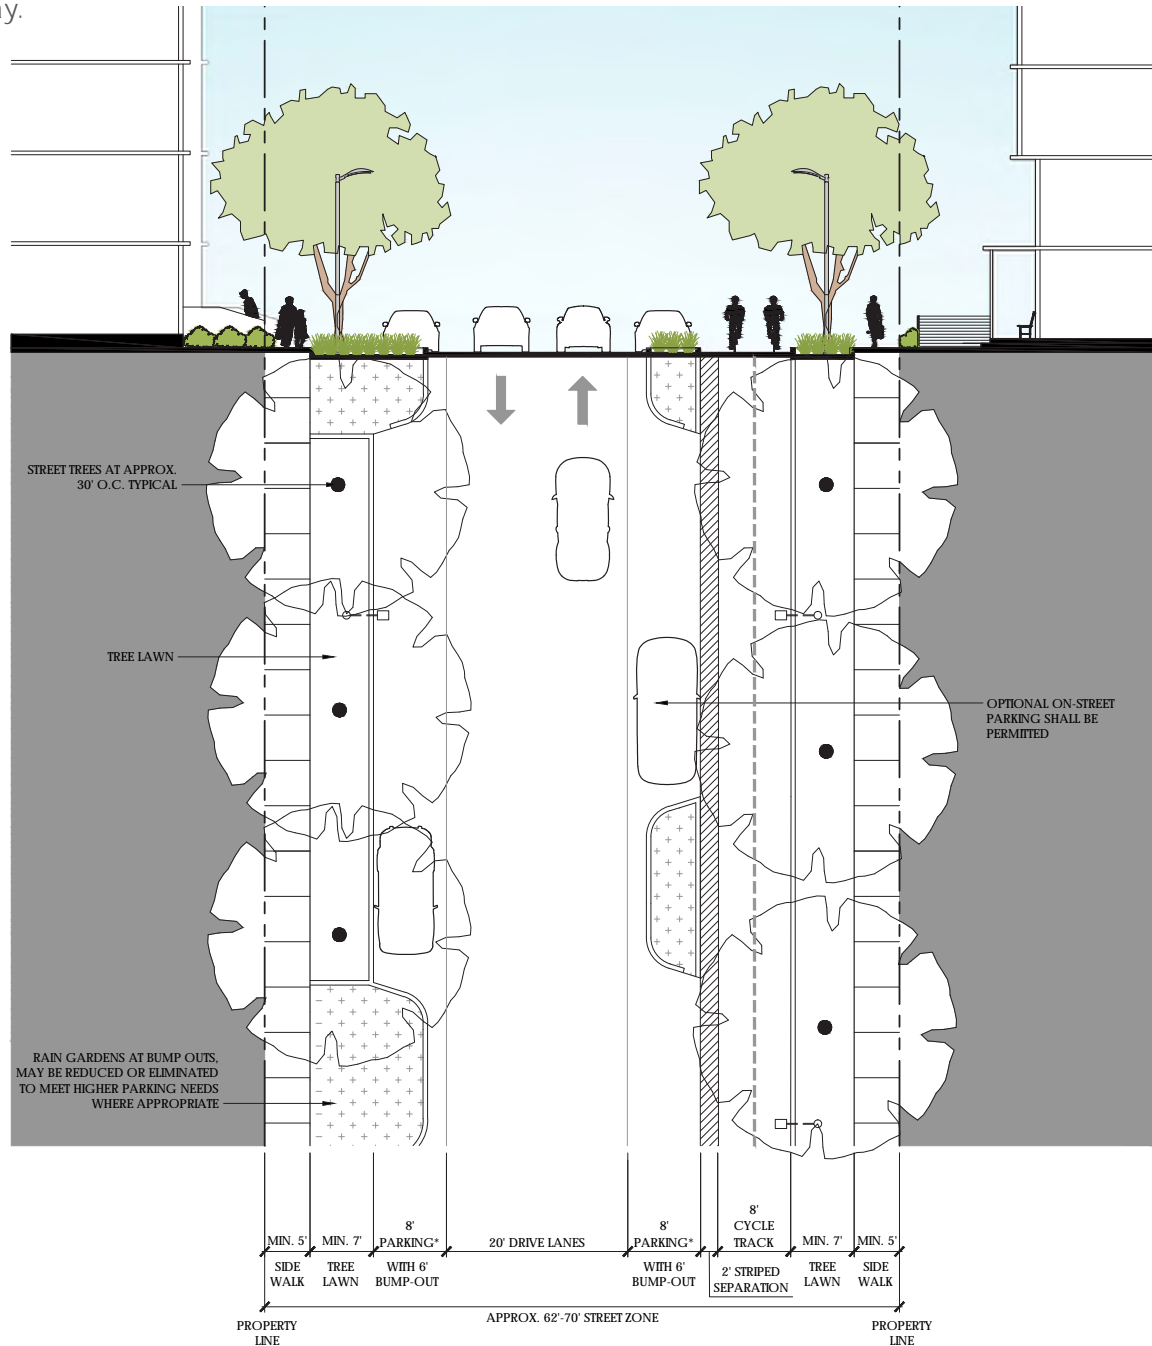 ay.
STREET TREES AT APPROX.
30' O.C. TYPICAL
TREE LAWN
OPTIONAL ON-STREET
PARKING SHALL BE
PERMITTED
RAIN GARDENS AT BUMP OUTS,
MAY BE REDUCED OR ELIMINATED
TO MEET HIGHER PARKING NEEDS
WHERE APPROPRIATE
MIN. 5'
SIDE
WALK
MIN. 7'
TREE
LAWN
8'
PARKING*
WITH 6'
BUMP-OUT
20' DRIVE LANES
8'
PARKING*
WITH 6'
BUMP-OUT
2' STRIPED
SEPARATION
8'
CYCLE
TRACK
MIN. 7'
TREE
LAWN
MIN. 5'
SIDE
WALK
APPROX. 62'-70' STREET ZONE
PROPERTY
LINE
PROPERTY
LINE